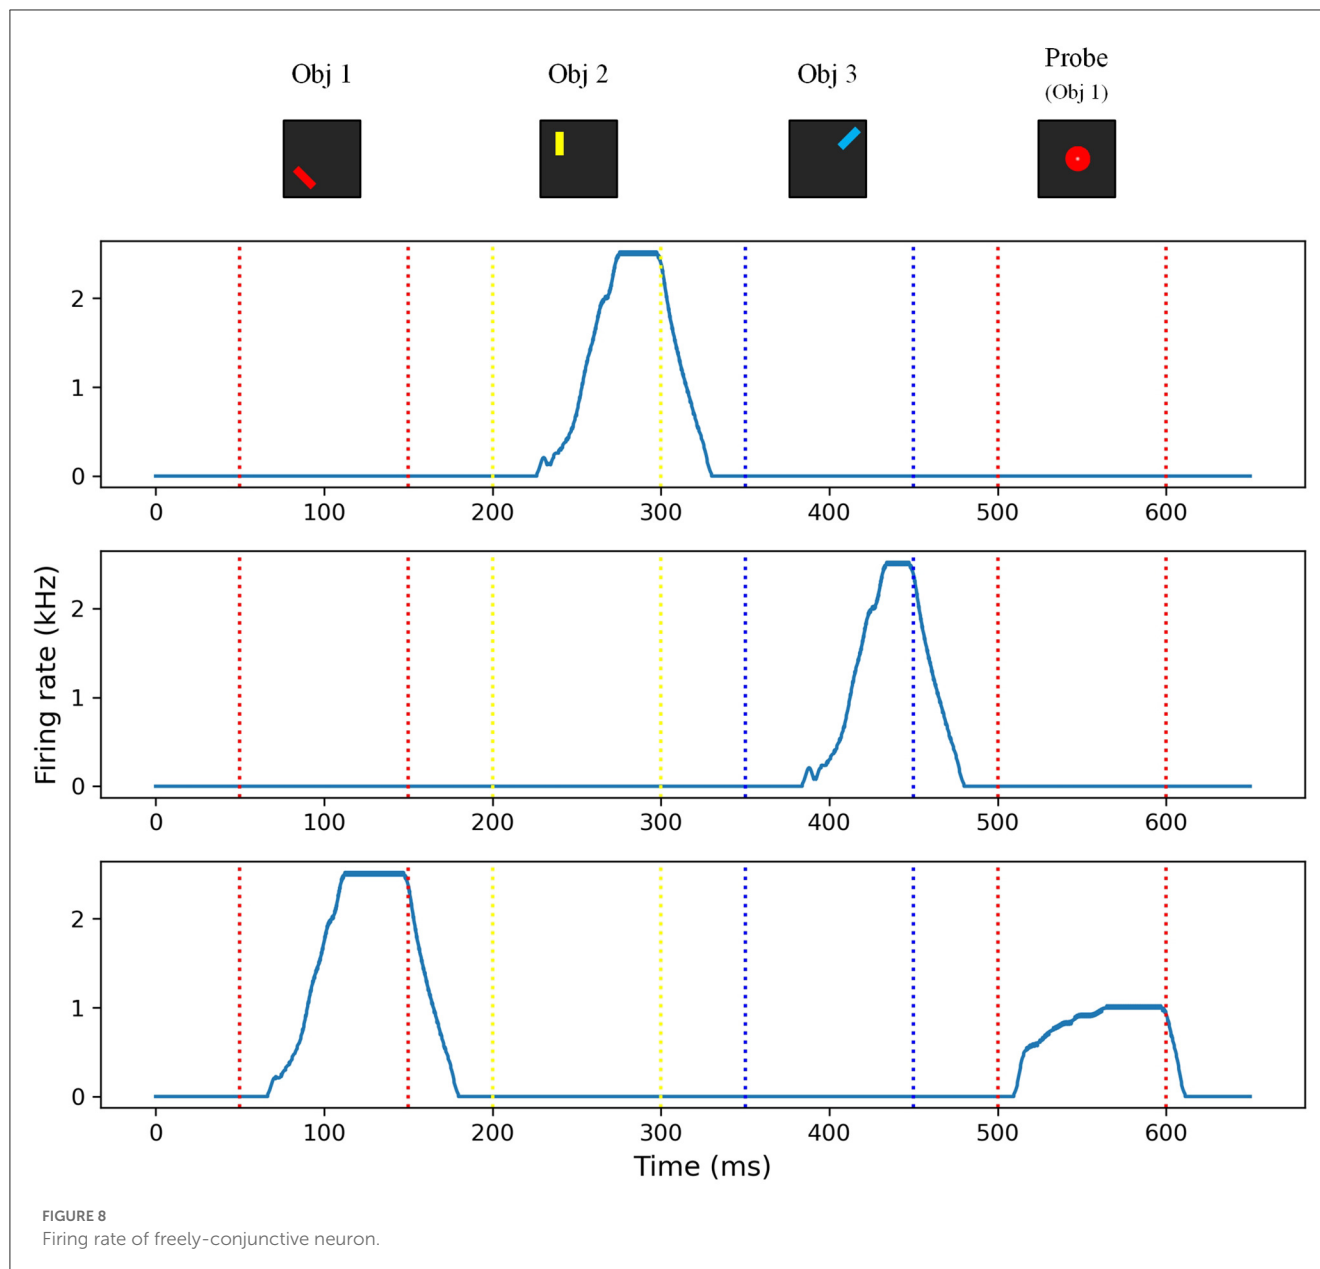 Obj 1 Obj 2 Obj 3 Probe
(Obj 1)
2
1
0
0 100 200 300 400 500 600
2
1
0
0 100 200 300 400 500 600
Firing rate (kHz)
2
1
0
0 100 200 300 400 500 600
Time (ms)
FIGURE 8
Firing rate of freely-conjunctive neuron.